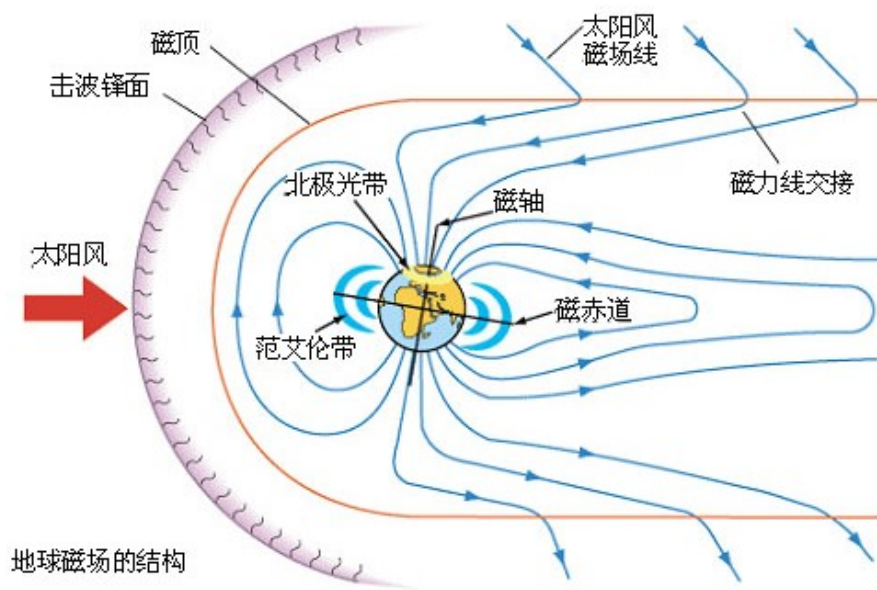 太阳风
磁场线
磁顶
击波锋面
磁力线交接
北极光带
磁轴
太阳风
磁赤道
范艾伦带
地球磁场的结构